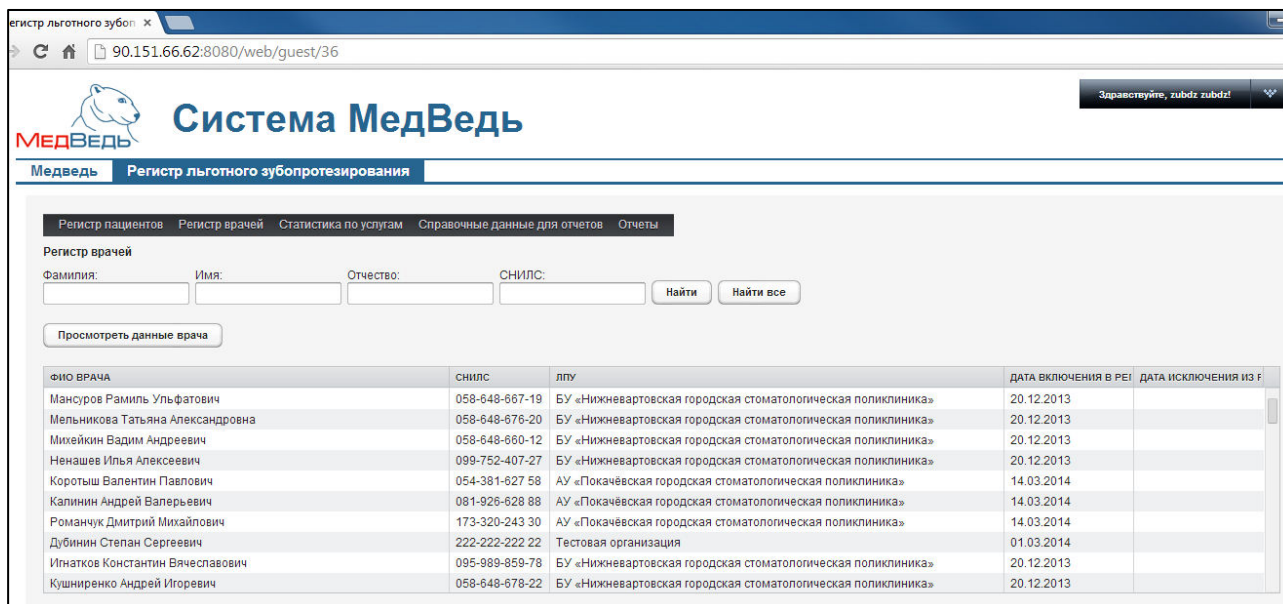 егистр льготного зубоп ×
90.151.66.62:8080/web/guest/36
Здравствуйте, zubdz zubdz!
МедВедь Система МедВедь
Медведь Регистр льготного зубопротезирования
Регистр пациентов Регистр врачей Статистика по услугам Справочные данные для отчетов Отчеты
Регистр врачей
Фамилия: Имя: Отчество: СНИЛС:
Найти Найти все
Просмотреть данные врача
ФИО ВРАЧА СНИЛС ЛПУ ДАТА ВКЛЮЧЕНИЯ В РЕГ ДАТА ИСКЛЮЧЕНИЯ ИЗ Р
Мансуров Рамиль Ульфатович 058-648-667-19 БУ «Нижневартовская городская стоматологическая поликлиника» 20.12.2013
Мельникова Татьяна Александровна 058-648-676-20 БУ «Нижневартовская городская стоматологическая поликлиника» 20.12.2013
Михейкин Вадим Андреевич 058-648-660-12 БУ «Нижневартовская городская стоматологическая поликлиника» 20.12.2013
Ненашев Илья Алексеевич 099-752-407-27 БУ «Нижневартовская городская стоматологическая поликлиника» 20.12.2013
Коротыш Валентин Павлович 054-381-627 58 АУ «Покачёвская городская стоматологическая поликлиника» 14.03.2014
Калинин Андрей Валерьевич 081-926-628 88 АУ «Покачёвская городская стоматологическая поликлиника» 14.03.2014
Романчук Дмитрий Михайлович 173-320-243 30 АУ «Покачёвская городская стоматологическая поликлиника» 14.03.2014
Дубинин Степан Сергеевич 222-222-222 22 Тестовая организация 01.03.2014
Игнатков Константин Вячеславович 095-989-859-78 БУ «Нижневартовская городская стоматологическая поликлиника» 20.12.2013
Кушниренко Андрей Игоревич 058-648-678-22 БУ «Нижневартовская городская стоматологическая поликлиника» 20.12.2013